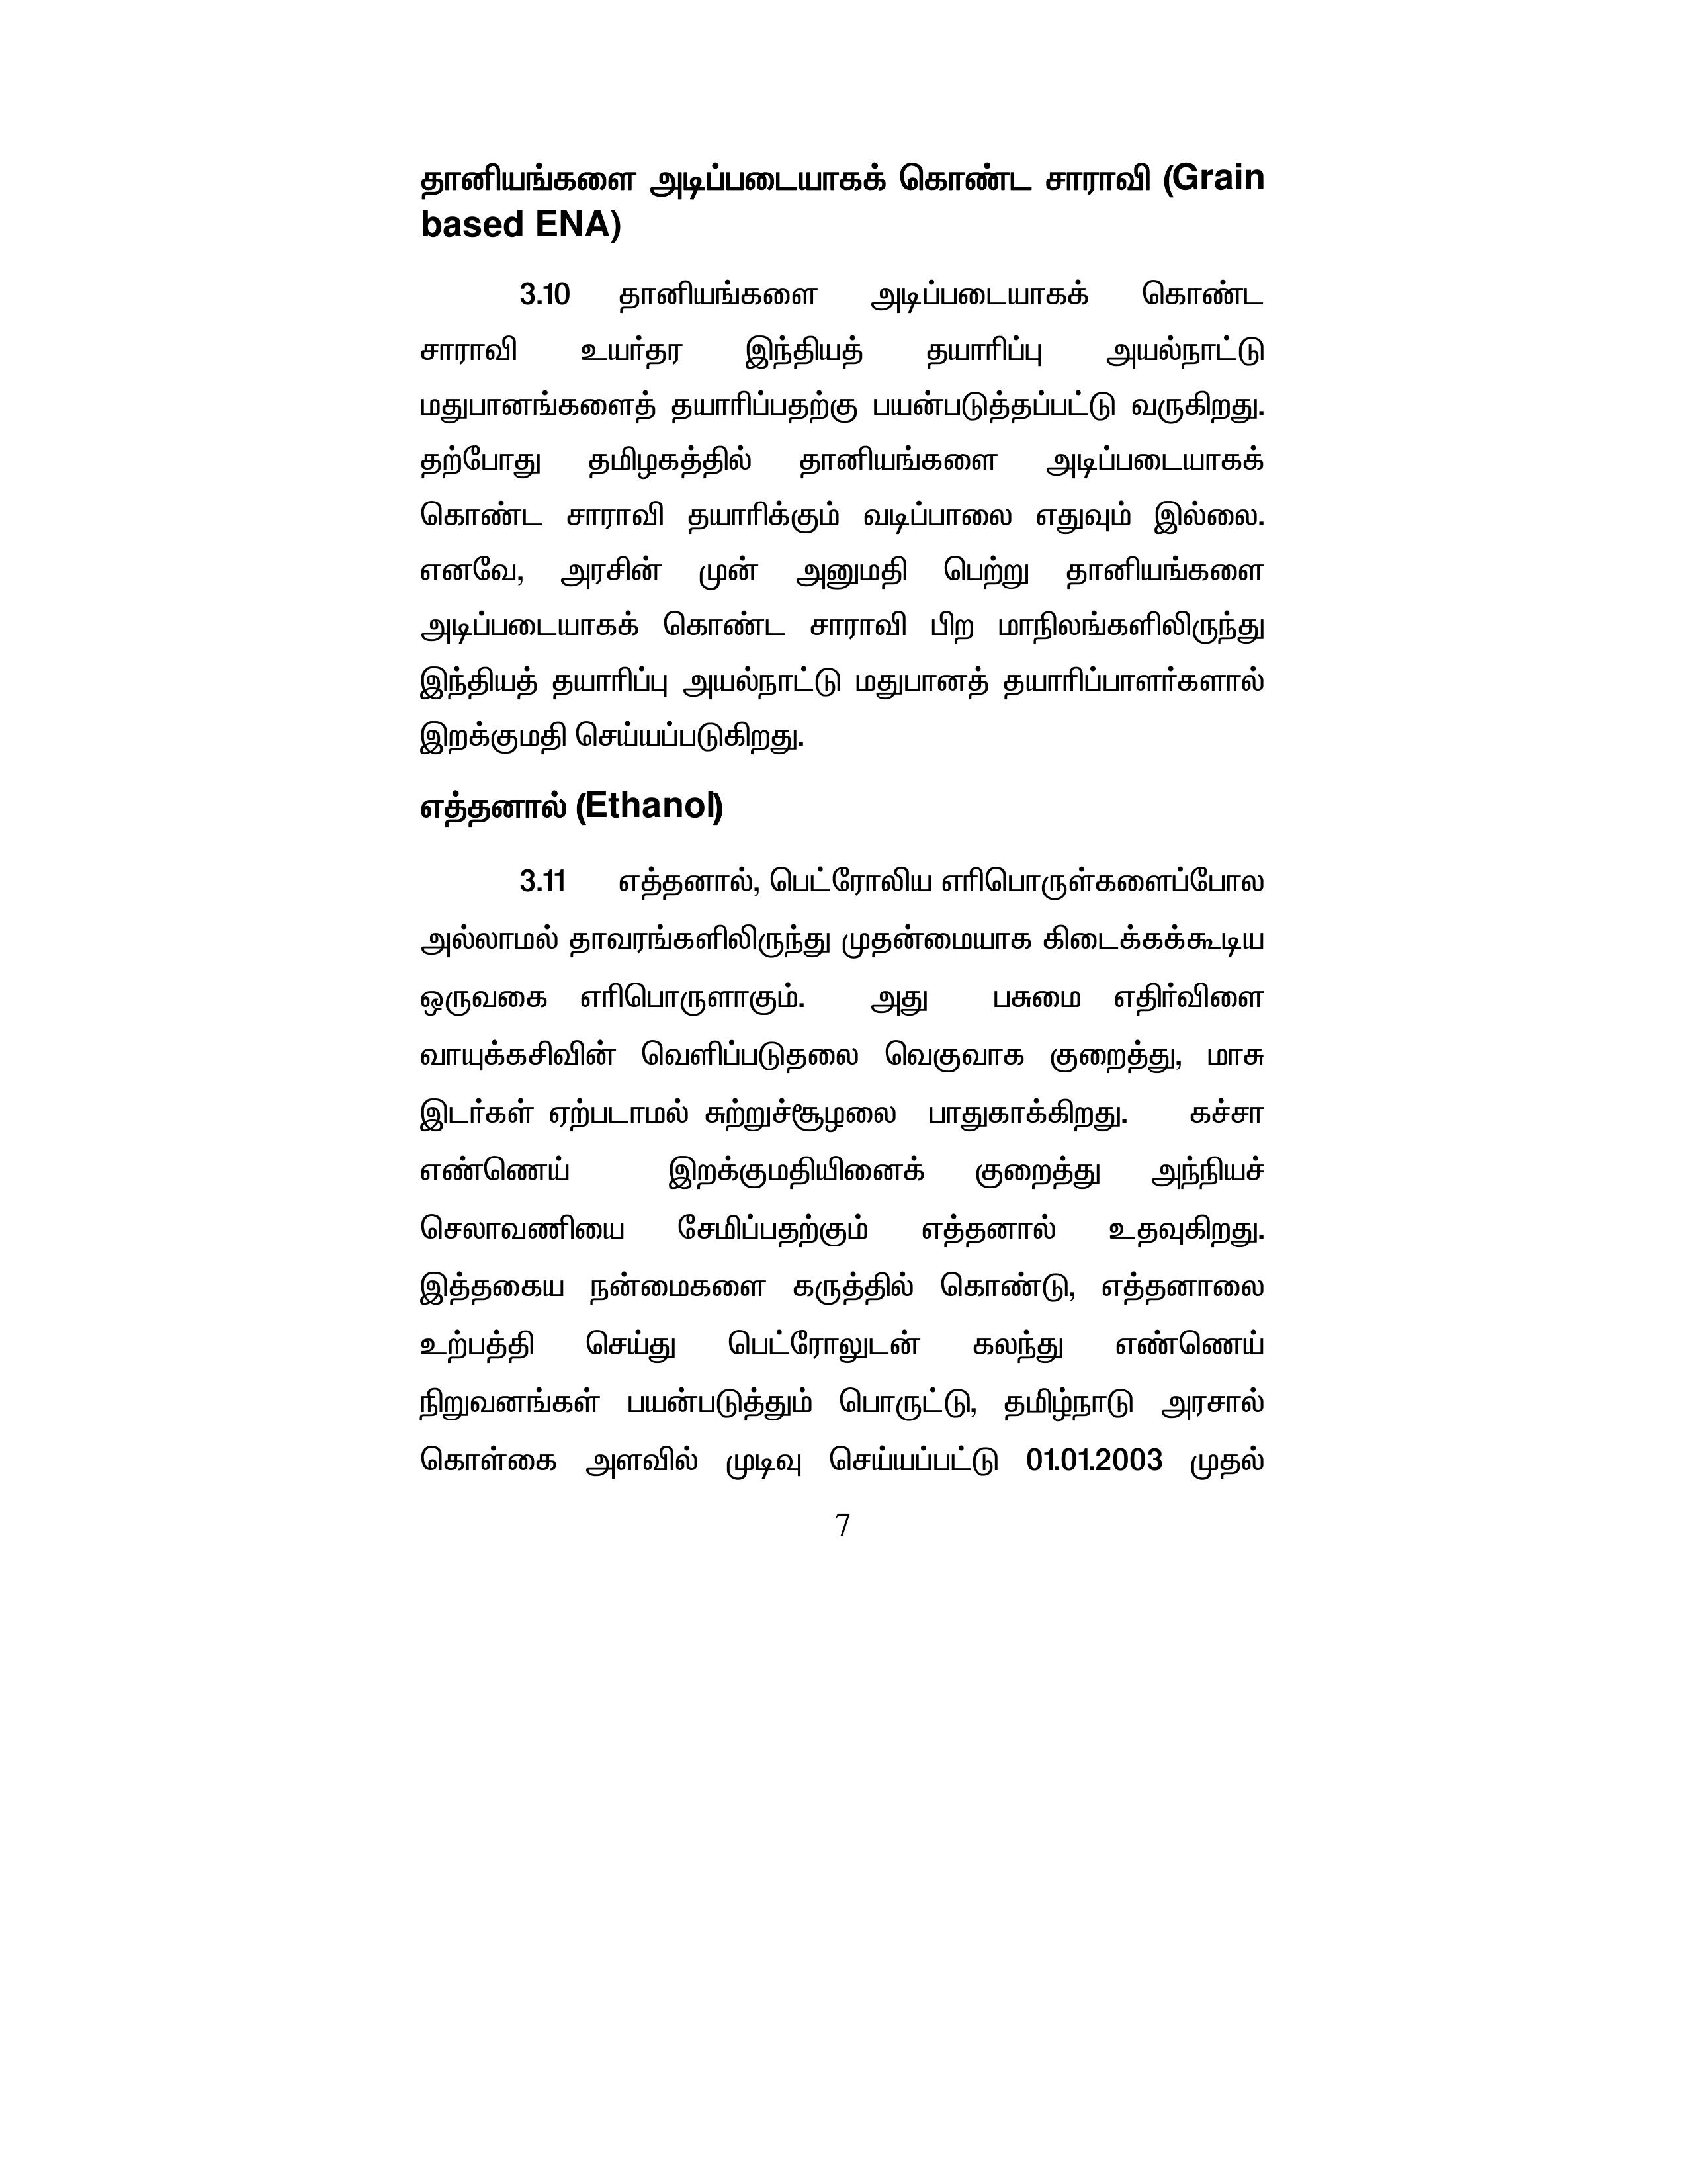 தானியங்களை அடிப்படையாகக் கொண்ட சாராவி (Grain
based ENA)
3.10 தானியங்களை அடிப்படையாகக் கொண்ட
சாராவி உயர்தர இந்தியத் தயாரிப்பு அயல்நாட்டு
மதுபானங்களைத் தயாரிப்பதற்கு பயன்படுத்தப்பட்டு வருகிறது.
தற்போது தமிழகத்தில் தானியங்களை அடிப்படையாகக்
கொண்ட சாராவி தயாரிக்கும் வடிப்பாலை எதுவும் இல்லை.
எனவே, அரசின் முன் அனுமதி பெற்று தானியங்களை
அடிப்படையாகக் கொண்ட சாராவி பிற மாநிலங்களிலிருந்து
இந்தியத் தயாரிப்பு அயல்நாட்டு மதுபானத் தயாரிப்பாளர்களால்
இறக்குமதி செய்யப்படுகிறது.
எத்தனால் (Ethanol)
3.11 எத்தனால், பெட்ரோலிய எரிபொருள்களைப்போல
அல்லாமல் தாவரங்களிலிருந்து முதன்மையாக கிடைக்கக்கூடிய
ஒருவகை எரிபொருளாகும். அது பசுமை எதிர்விளை
வாயுக்கசிவின் வெளிப்படுதலை வெகுவாக குறைத்து, மாசு
இடர்கள் ஏற்படாமல் சுற்றுச்சூழலை பாதுகாக்கிறது. கச்சா
எண்ணெய் இறக்குமதியினைக் குறைத்து அந்நியச்
செலாவணியை சேமிப்பதற்கும் எத்தனால் உதவுகிறது.
இத்தகைய நன்மைகளை கருத்தில் கொண்டு, எத்தனாலை
உற்பத்தி செய்து பெட்ரோலுடன் கலந்து எண்ணெய்
நிறுவனங்கள் பயன்படுத்தும் பொருட்டு, தமிழ்நாடு அரசால்
கொள்கை அளவில் முடிவு செய்யப்பட்டு 01.01.2003 முதல்
7